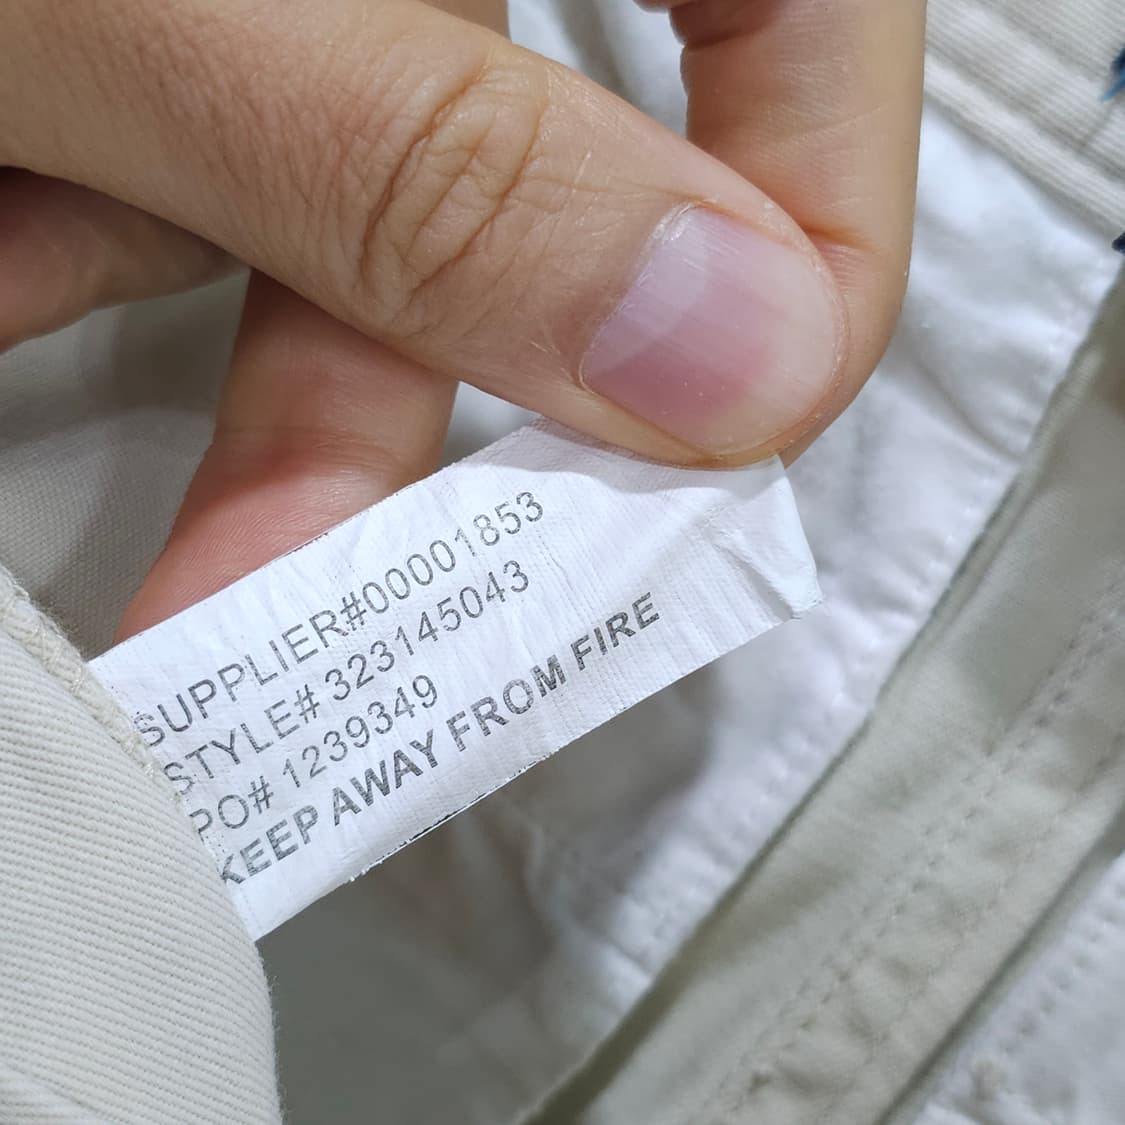 SUPPLIER#00001853
STYLE# 323145043
PO# 1239349
KEEP AWAY FROM FIRE